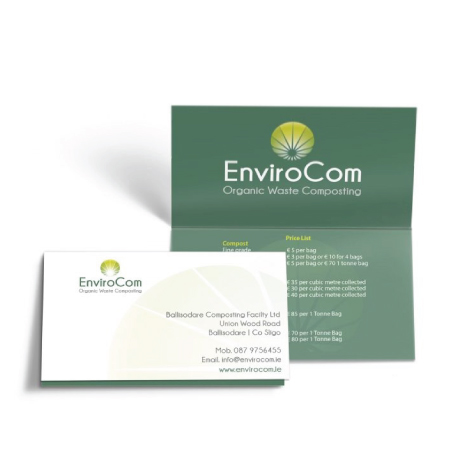 EnviroCom
Organic Waste Composting
Compost
Price List
€ 5 per bag
€ 3 per bag or € 10 for 4 bags
€ 5 per bag or € 70 1 tonne bag
€ 35 per cubic metre collected
€ 30 per cubic metre collected
€ 40 per cubic metre collected
€ 85 per 1 Tonne Bag
€ 70 per 1 Tonne Bag
€ 80 per 1 Tonne Bag
EnviroCom
Organic Waste Composting
Ballisodare Composting Facility Ltd
Union Wood Road
Ballisodare | Co Sligo
Mob. 087 9756455
Email. info@envirocom.ie
www.envirocom.ie